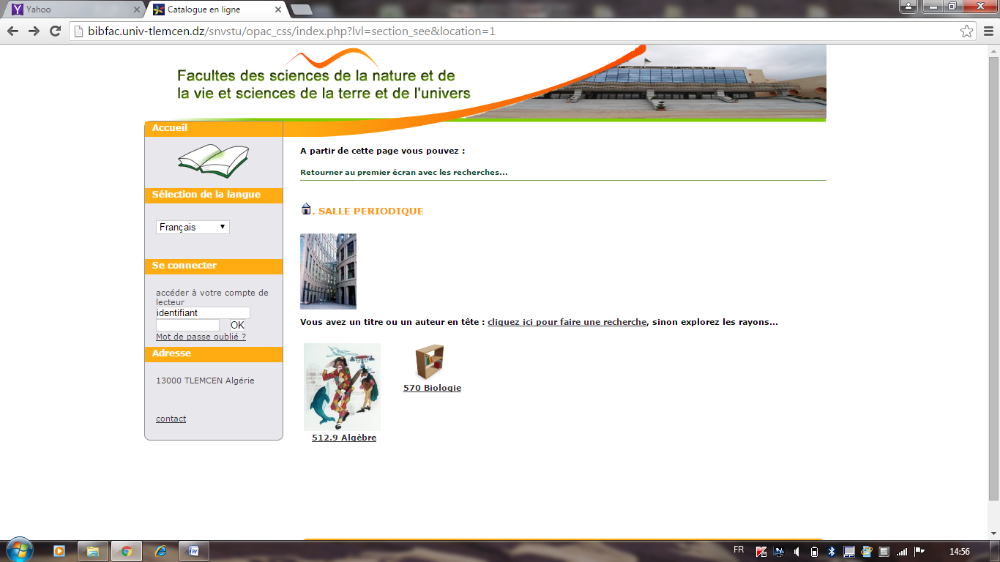 Yahoo
Catalogue en ligne
bibfac.univ-tlemcen.dz/snvstu/opac_css/index.php?lvl=section_see&location=1
Facultes des sciences de la nature et de
la vie et sciences de la terre et de l'univers
Accueil
Sélection de la langue
Français
Se connecter
accéder à votre compte de
lecteur
identifiant
OK
Mot de passe oublié ?
Adresse
13000 TLEMCEN Algérie
contact
A partir de cette page vous pouvez :
Retourner au premier écran avec les recherches...
. SALLE PERIODIQUE
Vous avez un titre ou un auteur en tête : cliquez ici pour faire une recherche, sinon explorez les rayons...
512.9 Algèbre
570 Biologie
FR
14:56